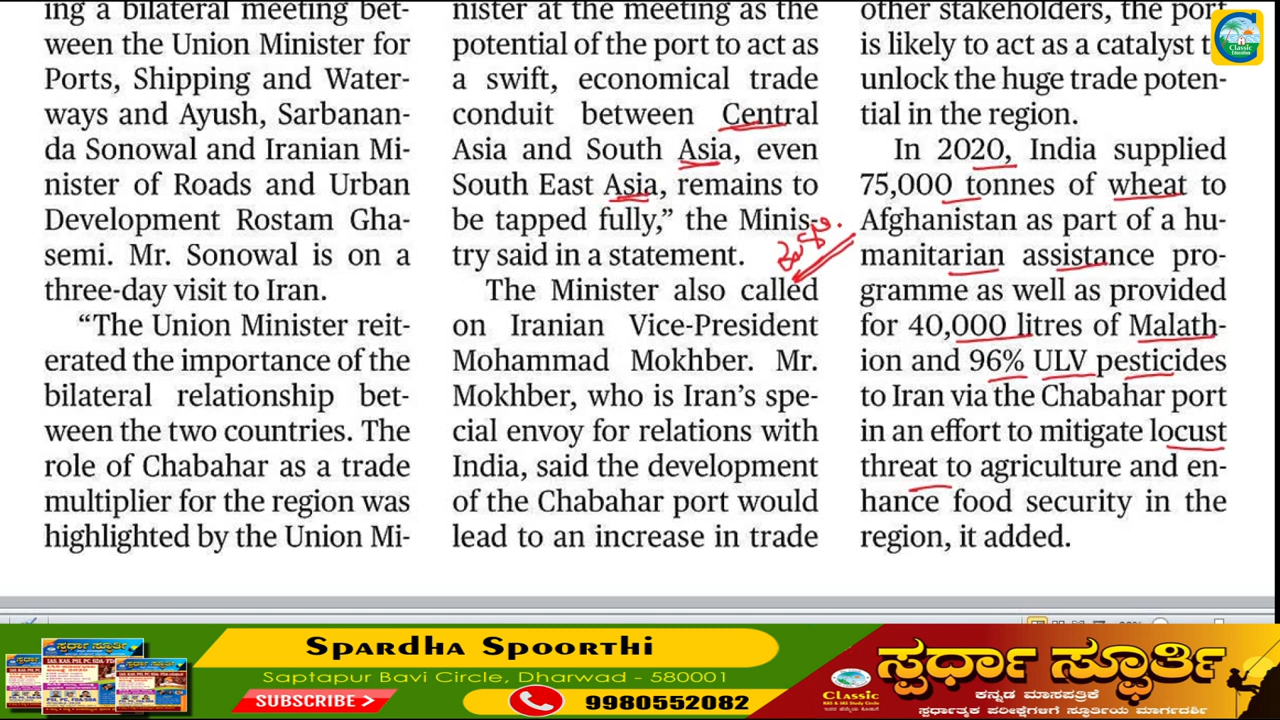 ing a bilateral meeting bet-
ween the Union Minister for
Ports, Shipping and Water-
ways and Ayush, Sarbanan-
da Sonowal and Iranian Mi-
nister of Roads and Urban
Development Rostam Gha-
semi. Mr. Sonowal is on a
three-day visit to Iran.
“The Union Minister reit-
erated the importance of the
bilateral relationship bet-
ween the two countries. The
role of Chabahar as a trade
multiplier for the region was
highlighted by the Union Mi-
nister at the meeting as the
potential of the port to act as
a swift, economical trade
conduit between Central
Asia and South Asia, even
South East Asia, remains to
be tapped fully,” the Minis-
try said in a statement.
The Minister also called
on Iranian Vice-President
Mohammad Mokhber. Mr.
Mokhber, who is Iran’s spe-
cial envoy for relations with
India, said the development
of the Chabahar port would
lead to an increase in trade
other stakeholders, the port
is likely to act as a catalyst t
unlock the huge trade poten-
tial in the region.
In 2020, India supplied
75,000 tonnes of wheat to
Afghanistan as part of a hu-
manitarian assistance pro-
gramme as well as provided
for 40,000 litres of Malath-
ion and 96% ULV pesticides
to Iran via the Chabahar port
in an effort to mitigate locust
threat to agriculture and en-
hance food security in the
region, it added.
Classic
Education
Spardha Spoorthi
Saptapur Bavi Circle, Dharwad - 580001
SUBSCRIBE
9980552082
ಸ್ಪರ್ಧಾ ಸ್ಫೂರ್ತಿ
Classic
KAS & IAS Study Circle
ಕನ್ನಡ ಮಾಸಪತ್ರಿಕೆ
ಸ್ಪರ್ಧಾತ್ಮಕ ಪರೀಕ್ಷೆಗಳಿಗೆ ಸ್ಫೂರ್ತಿಯ ಮಾರ್ಗದರ್ಶಿ